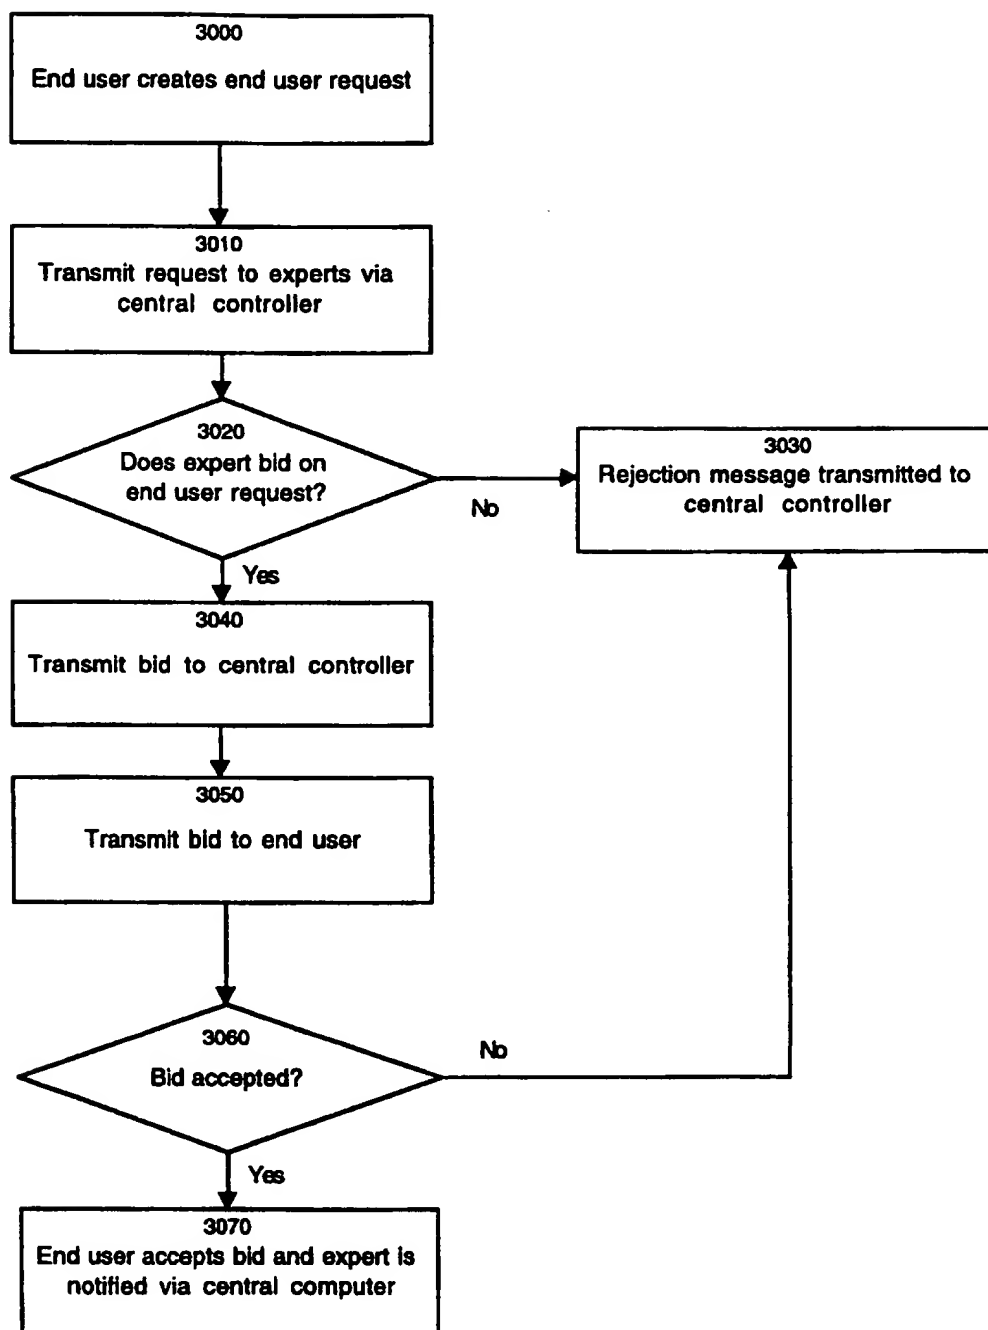 3000
End user creates end user request
3010
Transmit request to experts via
central controller
3020
Does expert bid on
end user request?
No
3030
Rejection message transmitted to
central controller
Yes
3040
Transmit bid to central controller
3050
Transmit bid to end user
3060
Bid accepted?
No
Yes
3070
End user accepts bid and expert is
notified via central computer